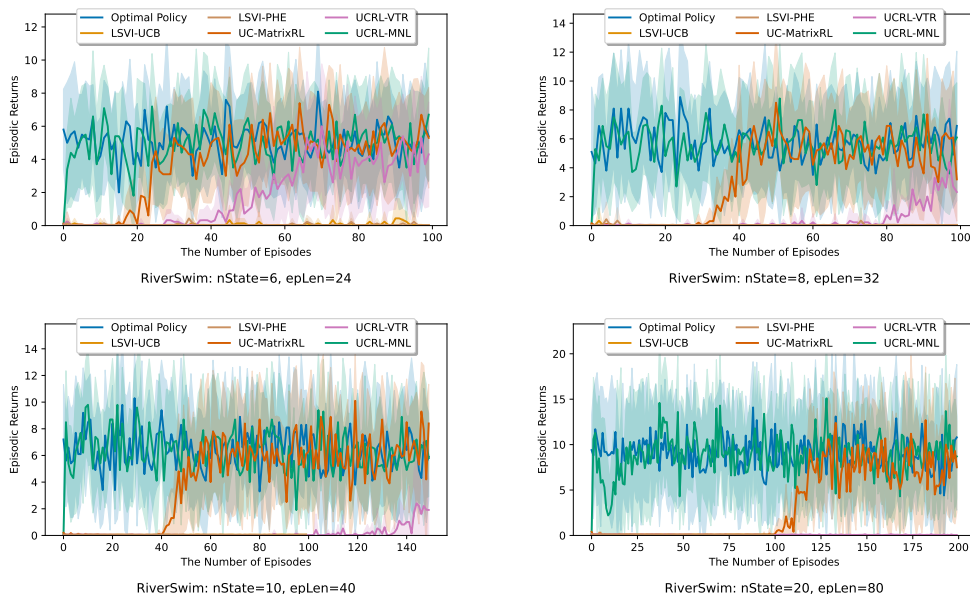 Optimal Policy LSVI-PHE UCRL-VTR
LSVI-UCB UC-MatrixRL UCRL-MNL
12
10
8
6
4
2
0
Episodic Returns
0 20 40 60 80 100
The Number of Episodes
RiverSwim: nState=6, epLen=24
Optimal Policy LSVI-PHE UCRL-VTR
LSVI-UCB UC-MatrixRL UCRL-MNL
14
12
10
8
6
4
2
0
Episodic Returns
0 20 40 60 80 100
The Number of Episodes
RiverSwim: nState=8, epLen=32
Optimal Policy LSVI-PHE UCRL-VTR
LSVI-UCB UC-MatrixRL UCRL-MNL
14
12
10
8
6
4
2
0
Episodic Returns
0 20 40 60 80 100 120 140
The Number of Episodes
RiverSwim: nState=10, epLen=40
Optimal Policy LSVI-PHE UCRL-VTR
LSVI-UCB UC-MatrixRL UCRL-MNL
20
15
10
5
0
Episodic Returns
0 25 50 75 100 125 150 175 200
The Number of Episodes
RiverSwim: nState=20, epLen=80